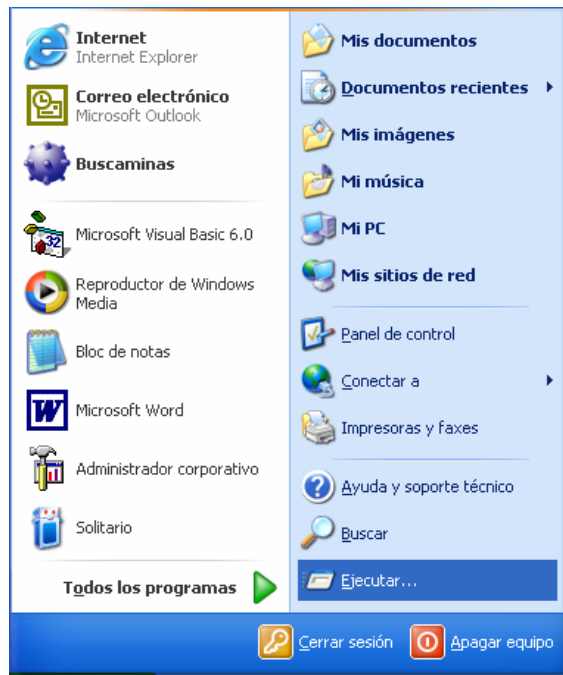 Internet
Internet Explorer
Correo electrónico
Microsoft Outlook
Buscaminas
Microsoft Visual Basic 6.0
Reproductor de Windows
Media
Bloc de notas
Microsoft Word
Administrador corporativo
Solitario
Todos los programas
Mis documentos
Documentos recientes
Mis imágenes
Mi música
Mi PC
Mis sitios de red
Panel de control
Conectar a
Impresoras y faxes
Ayuda y soporte técnico
Buscar
Ejecutar...
Cerrar sesión
Apagar equipo